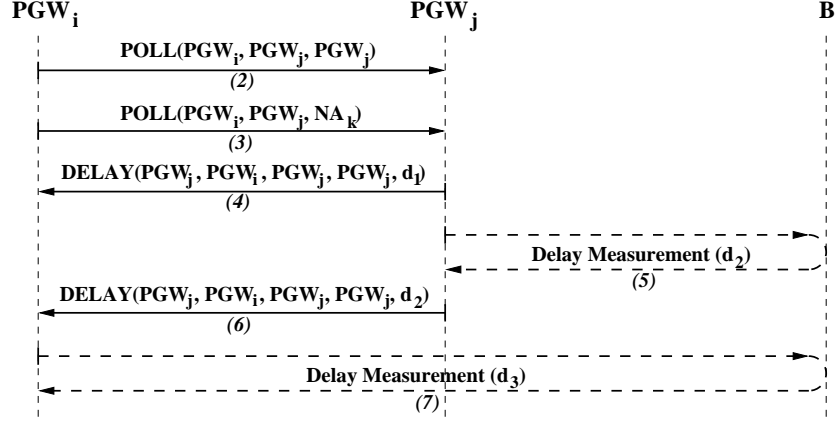 PGW_i PGW_j B
POLL(PGW_i, PGW_j, PGW_j)
(2)
POLL(PGW_i, PGW_j, NA_k)
(3)
DELAY(PGW_j, PGW_i, PGW_j, PGW_j, d_1)
(4)
Delay Measurement (d_2)
(5)
DELAY(PGW_j, PGW_i, PGW_j, PGW_j, d_2)
(6)
Delay Measurement (d_3)
(7)